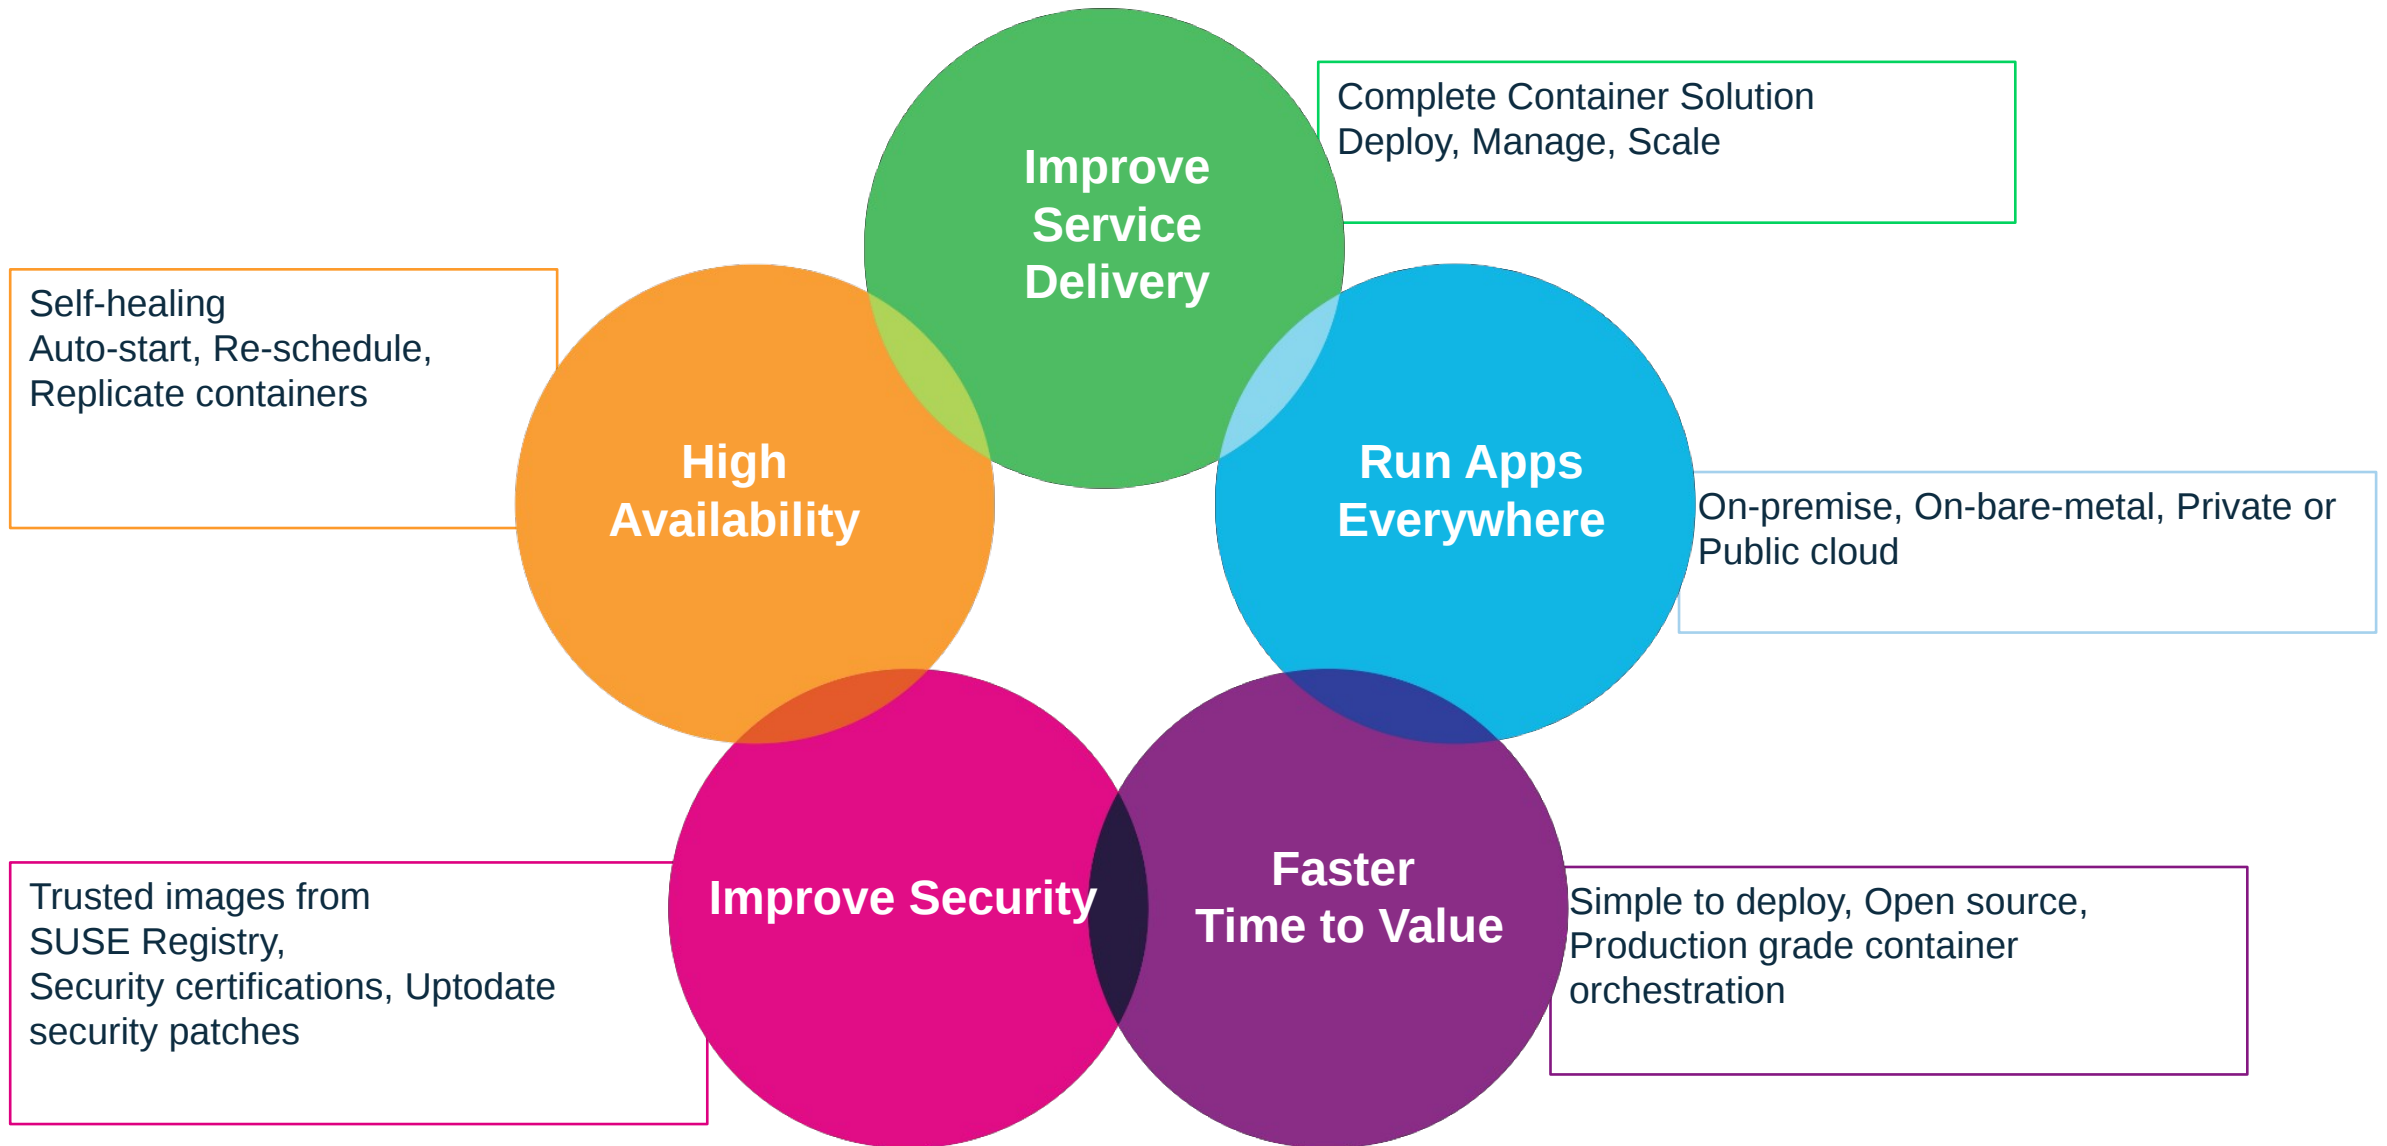 Improve
Service
Delivery
Complete Container Solution
Deploy, Manage, Scale
Self-healing
Auto-start, Re-schedule,
Replicate containers
High
Availability
Run Apps
Everywhere
On-premise, On-bare-metal, Private or
Public cloud
Trusted images from
SUSE Registry,
Security certifications, Uptodate
security patches
Improve Security
Faster
Time to Value
Simple to deploy, Open source,
Production grade container
orchestration